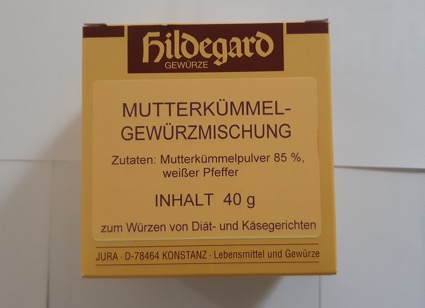 Hildegard
GEWÜRZE
MUTTERKÜMMEL-
GEWÜRZMISCHUNG
Zutaten: Mutterkümmelpulver 85 %,
weißer Pfeffer
INHALT 40 g
zum Würzen von Diät- und Käsegerichten
JURA · D-78464 KONSTANZ · Lebensmittel und Gewürze